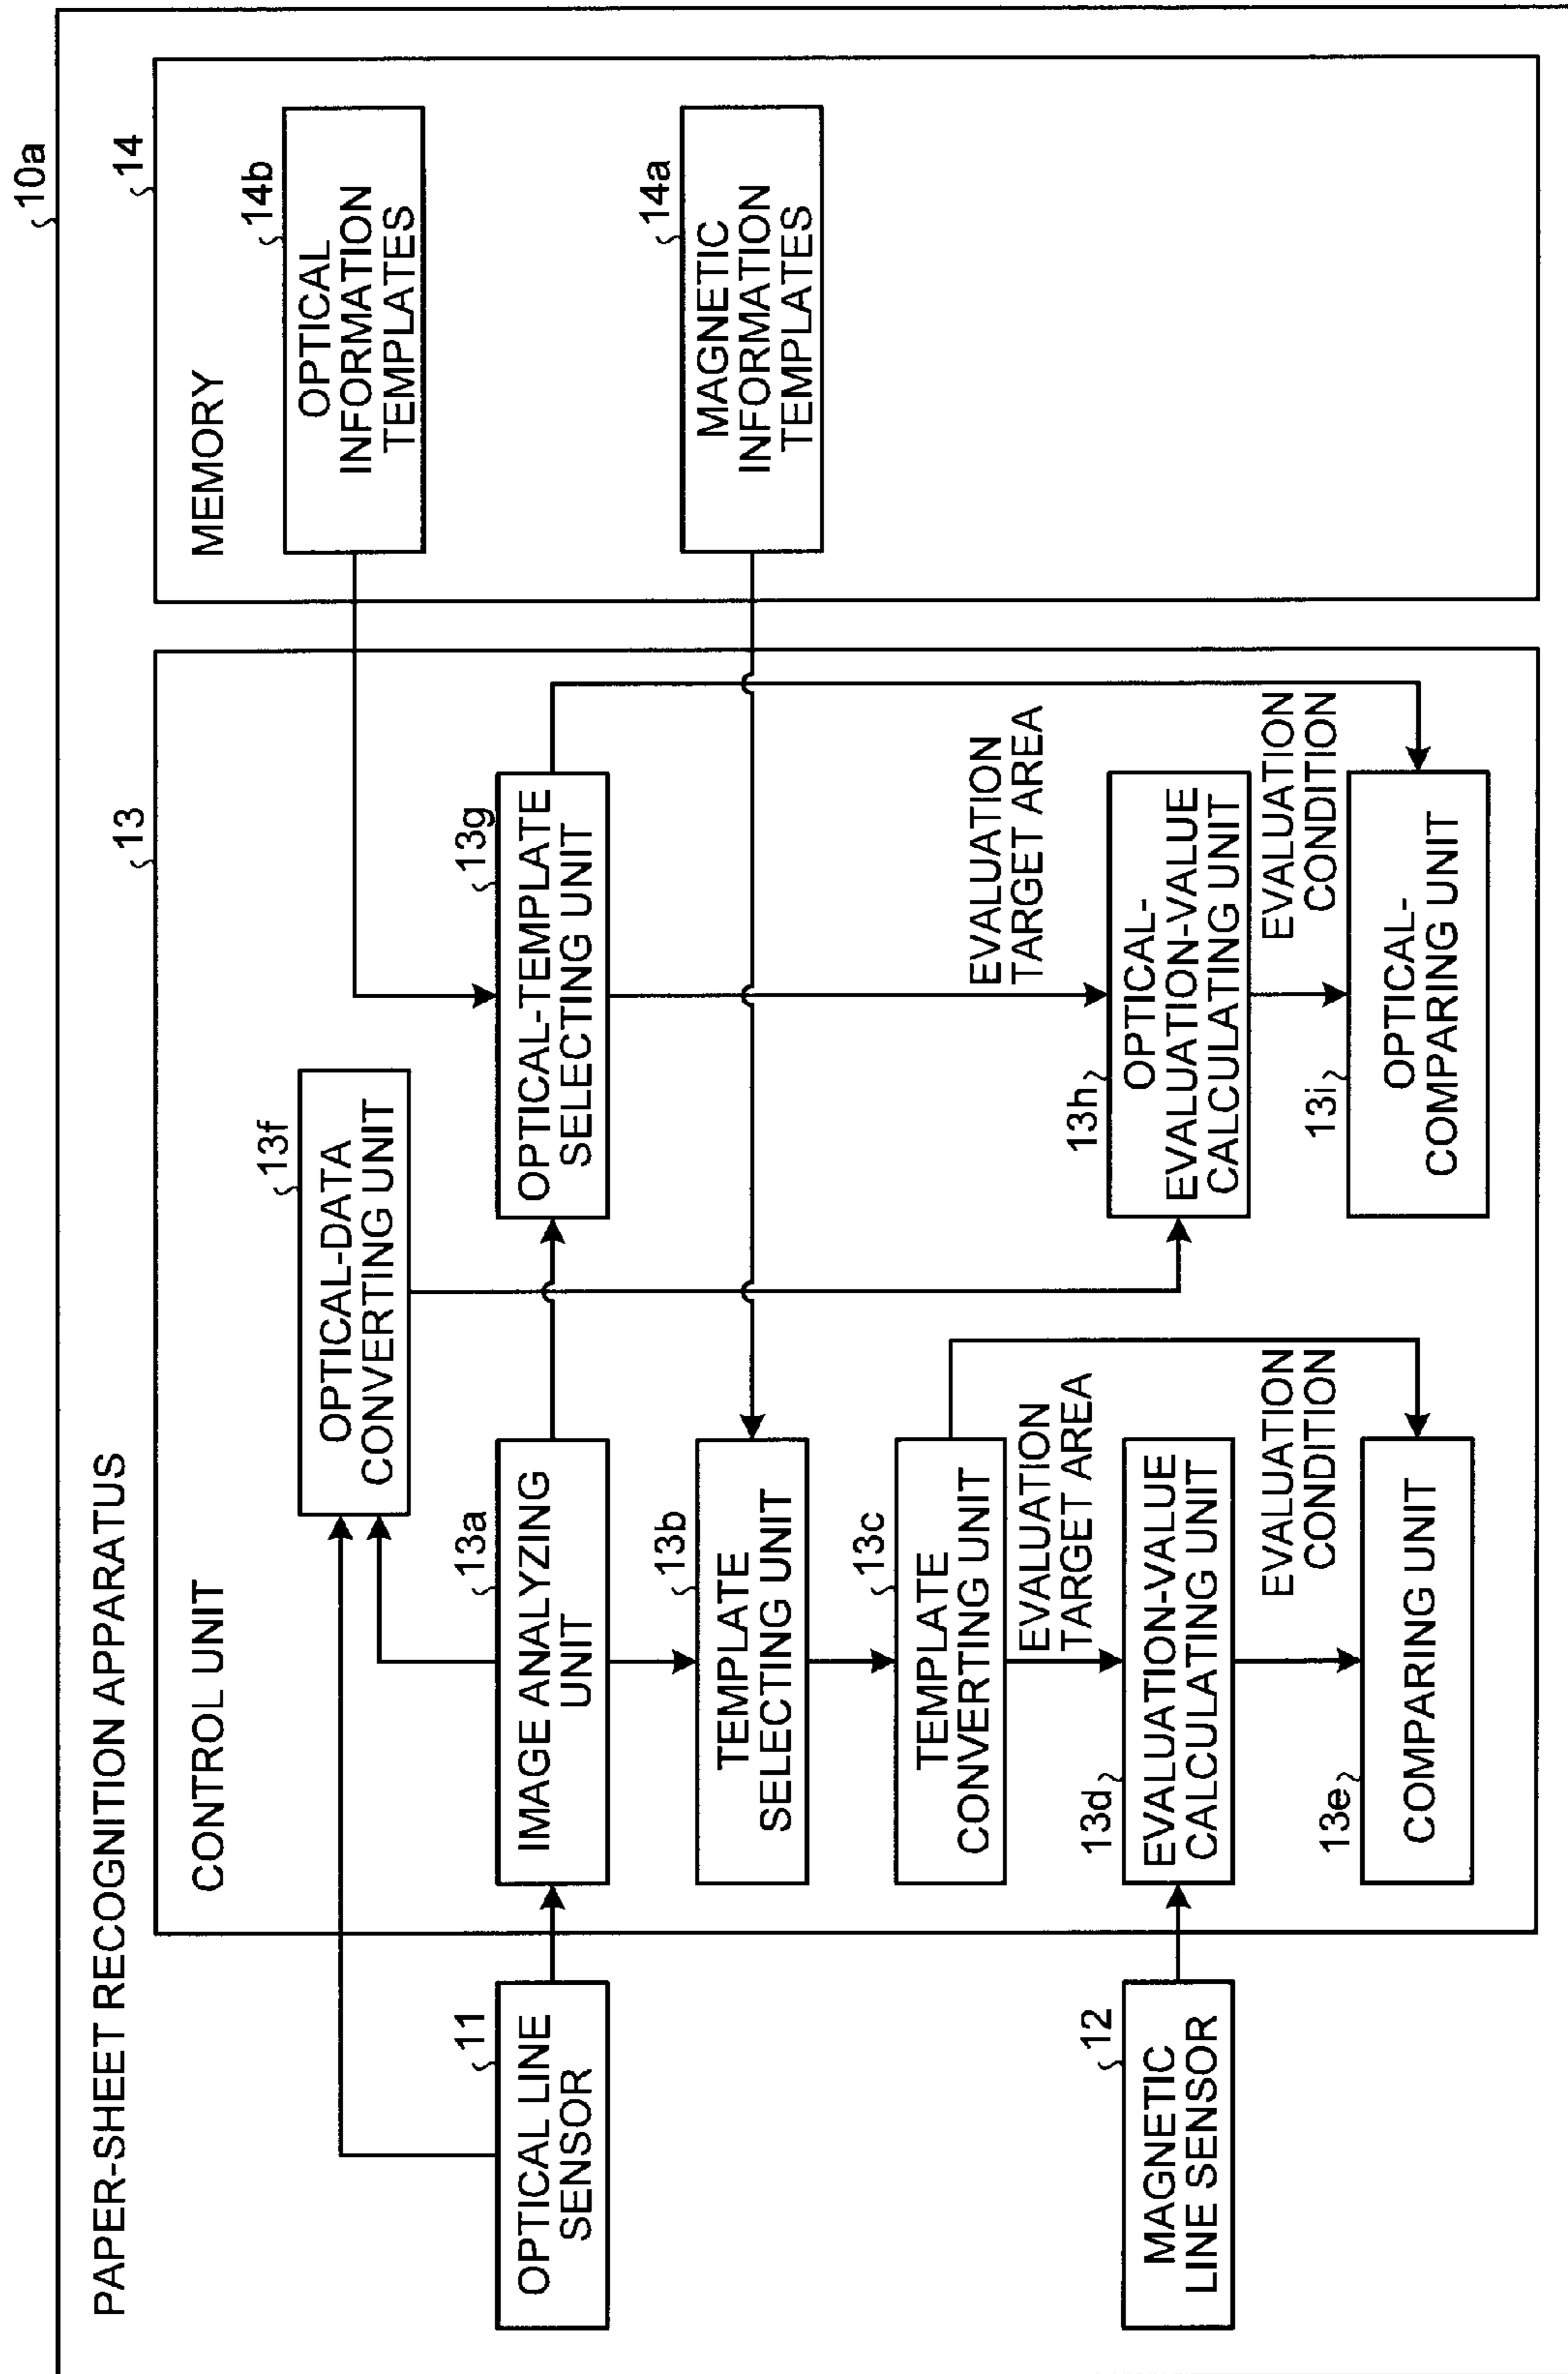 10a
PAPER-SHEET RECOGNITION APPARATUS
13
14
CONTROL UNIT
MEMORY
13f
OPTICAL-DATA
CONVERTING UNIT
14b
OPTICAL
INFORMATION
TEMPLATES
11
OPTICAL LINE
SENSOR
13a
IMAGE ANALYZING
UNIT
13g
OPTICAL-TEMPLATE
SELECTING UNIT
13b
TEMPLATE
SELECTING UNIT
14a
MAGNETIC
INFORMATION
TEMPLATES
13c
TEMPLATE
CONVERTING UNIT
EVALUATION
TARGET AREA
EVALUATION
TARGET AREA
12
MAGNETIC
LINE SENSOR
13d
EVALUATION-VALUE
CALCULATING UNIT
13h
OPTICAL-
EVALUATION-VALUE
CALCULATING UNIT
EVALUATION
CONDITION
EVALUATION
CONDITION
13e
COMPARING UNIT
13i
OPTICAL-
COMPARING UNIT